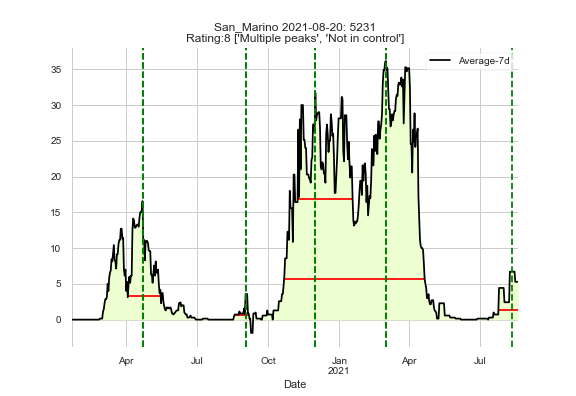 San_Marino 2021-08-20: 5231
Rating:8 ['Multiple peaks', 'Not in control']
Average-7d
35
30
25
20
15
10
5
0
Apr
Jul
Oct
Jan
2021
Apr
Jul
Date